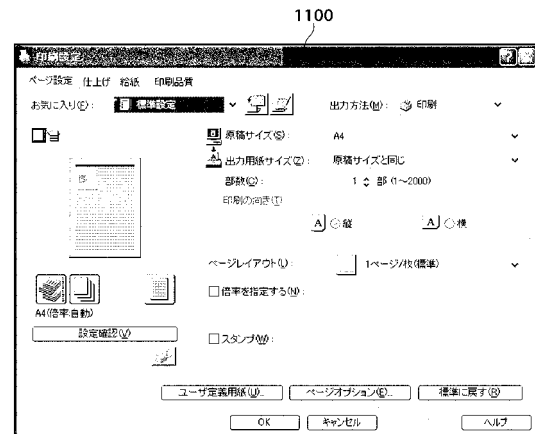 1100
印刷設定
ページ設定 仕上げ 給紙 印刷品質
お気に入り(F): 標準設定 出力方法(M): 印刷
原稿サイズ(S): A4
出力用紙サイズ(Z): 原稿サイズと同じ
部数(C): 1 部 (1～2000)
印刷の向き(T)
A 縦 A 横
ページレイアウト(L): 1ページ/枚(標準)
倍率を指定する(N):
A4(倍率:自動)
設定確認(V)
スタンプ(W):
ユーザ定義用紙(U)... ページオプション(E)... 標準に戻す(R)
OK キャンセル ヘルプ